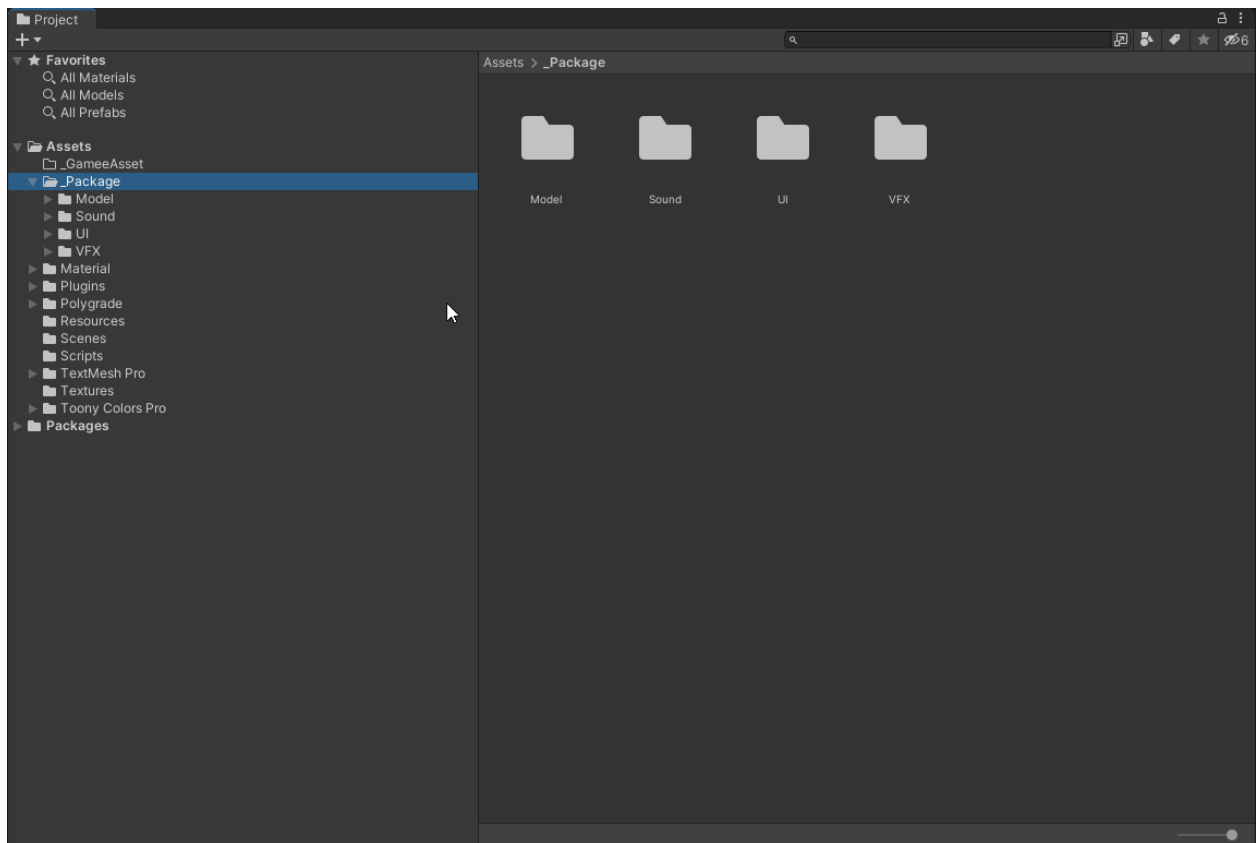 Project
6
Favorites
All Materials
All Models
All Prefabs
Assets
_GameeAsset
_Package
Model
Sound
UI
VFX
Material
Plugins
Polygrade
Resources
Scenes
Scripts
TextMesh Pro
Textures
Toony Colors Pro
Packages
Assets > _Package
Model
Sound
UI
VFX